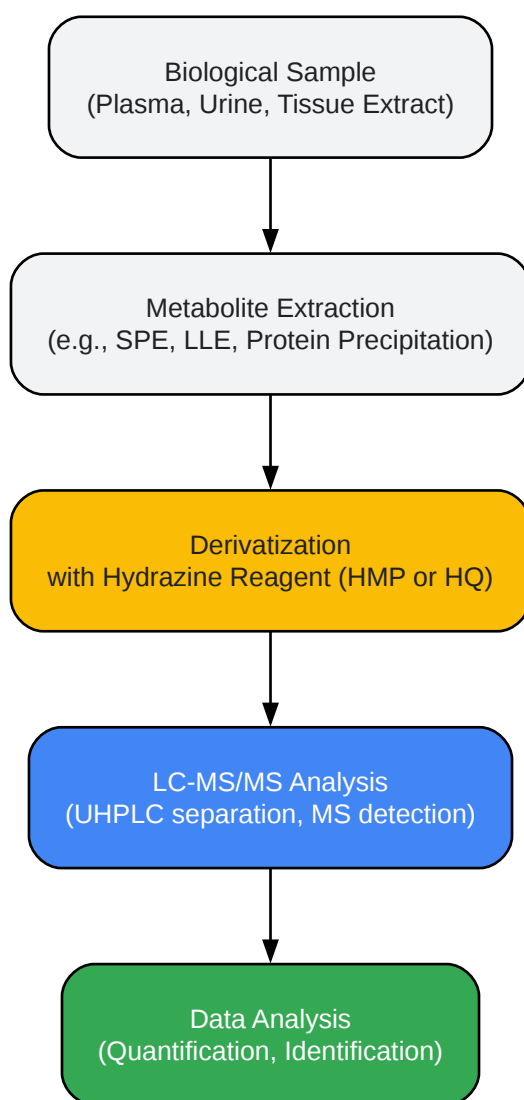 Biological Sample
(Plasma, Urine, Tissue Extract)
Metabolite Extraction
(e.g., SPE, LLE, Protein Precipitation)
Derivatization
with Hydrazine Reagent (HMP or HQ)
LC-MS/MS Analysis
(UHPLC separation, MS detection)
Data Analysis
(Quantification, Identification)